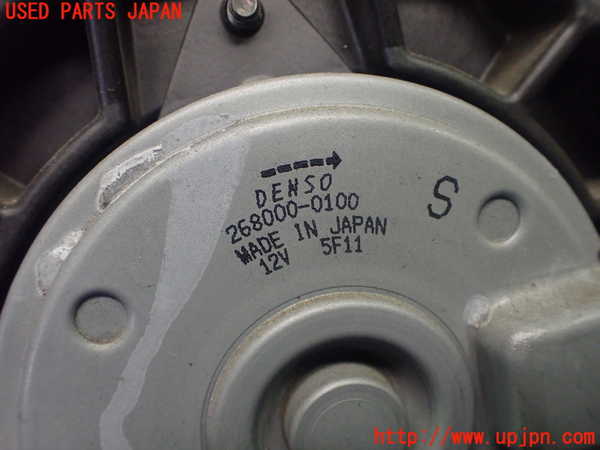 USED PARTS JAPAN
DENSO
268000-0100
MADE IN JAPAN
12V 5F11
S
http://www.upjpn.com/